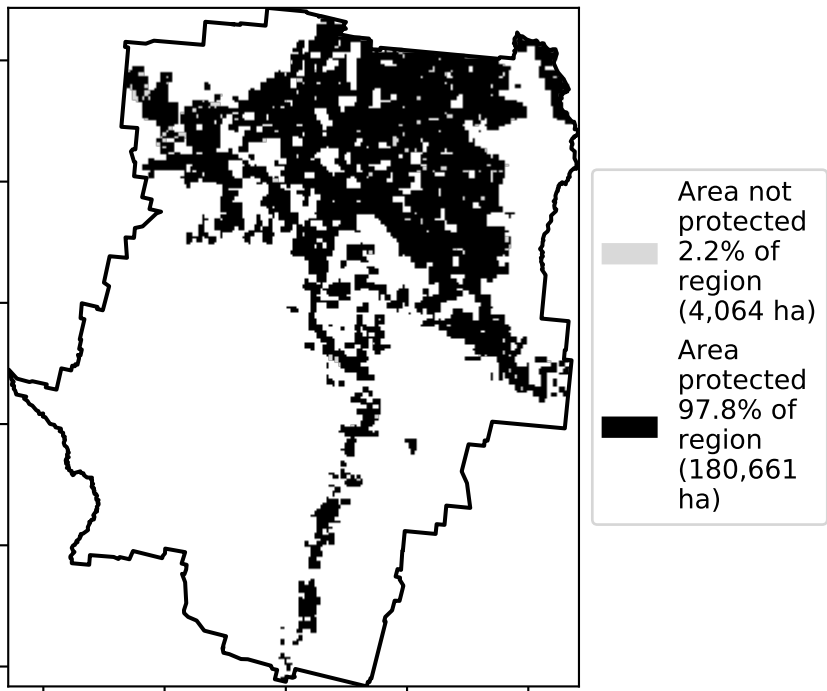 Area not
protected
2.2% of
region
(4,064 ha)
Area
protected
97.8% of
region
(180,661
ha)